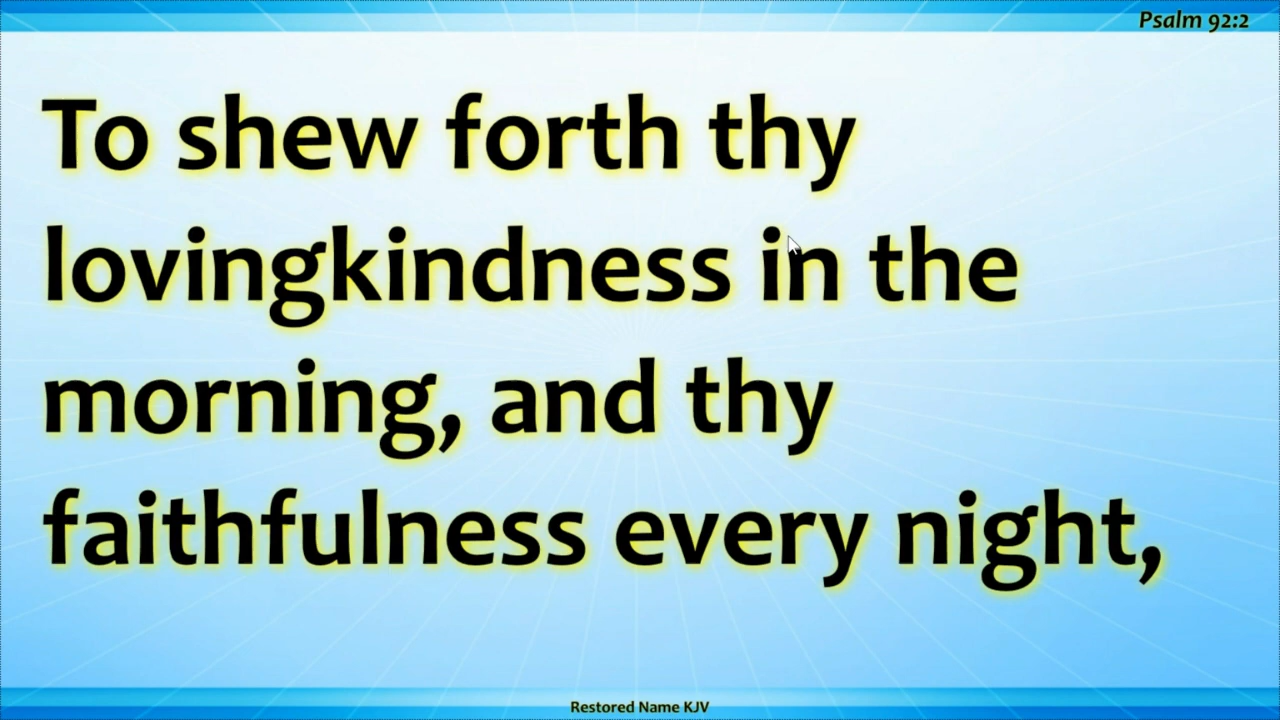 Psalm 92:2
To shew forth thy
lovingkindness in the
morning, and thy
faithfulness every night,
Restored Name KJV